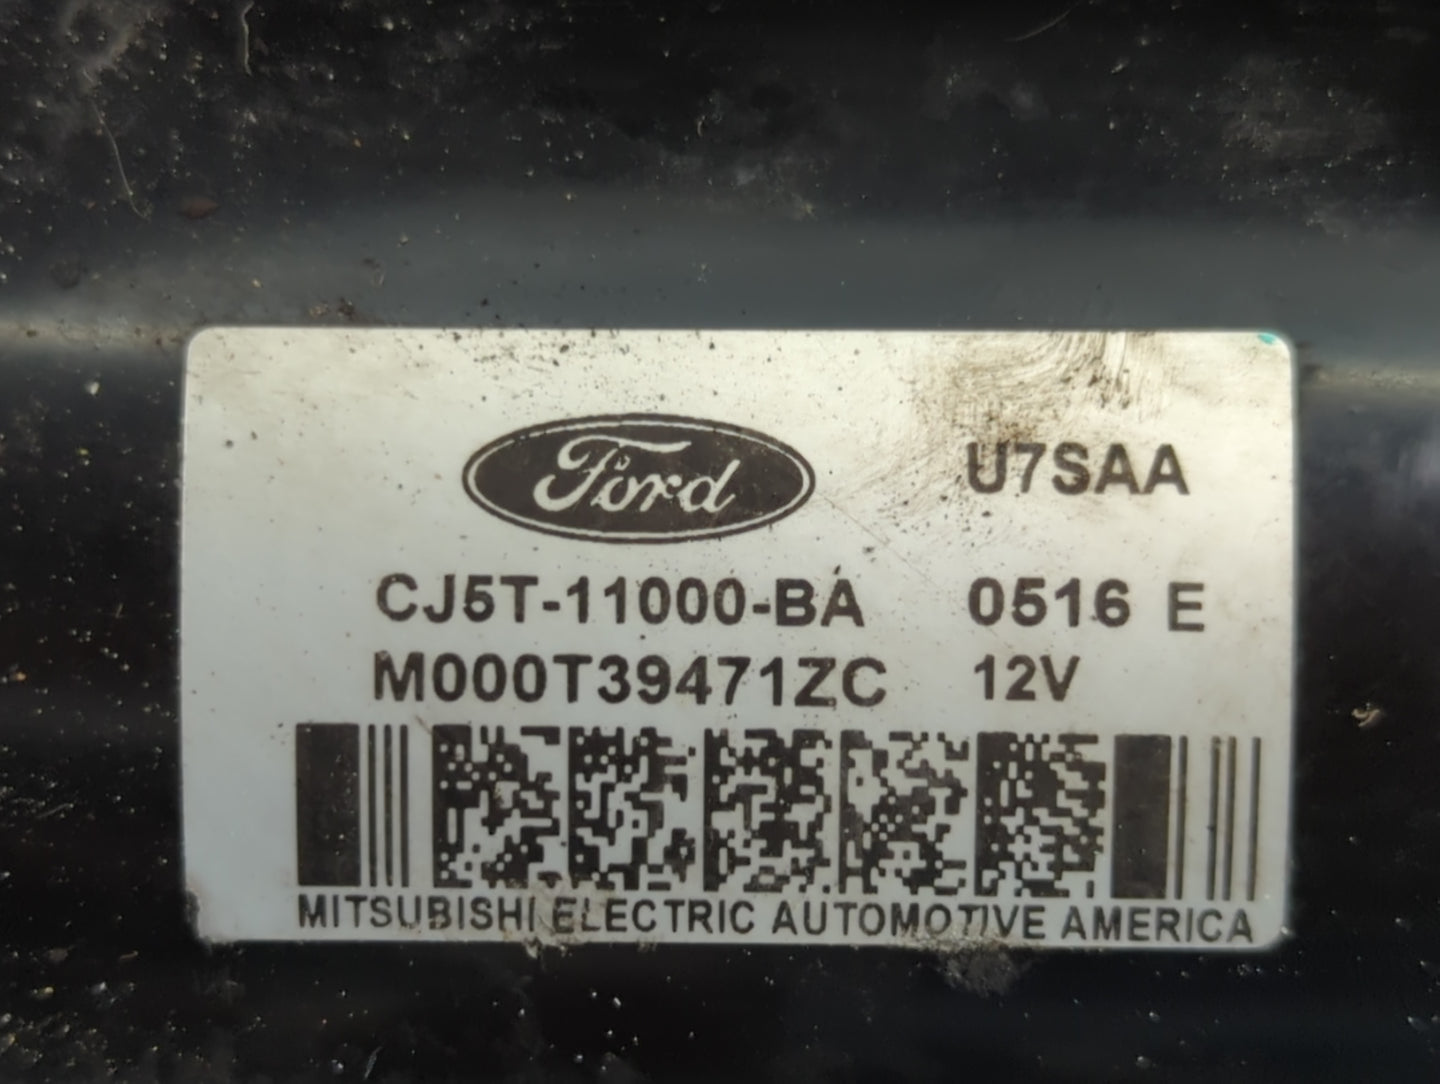 Ford U7SAA
CJ5T-11000-BA 0516 E
M000T39471ZC 12V
MITSUBISHI ELECTRIC AUTOMOTIVE AMERICA